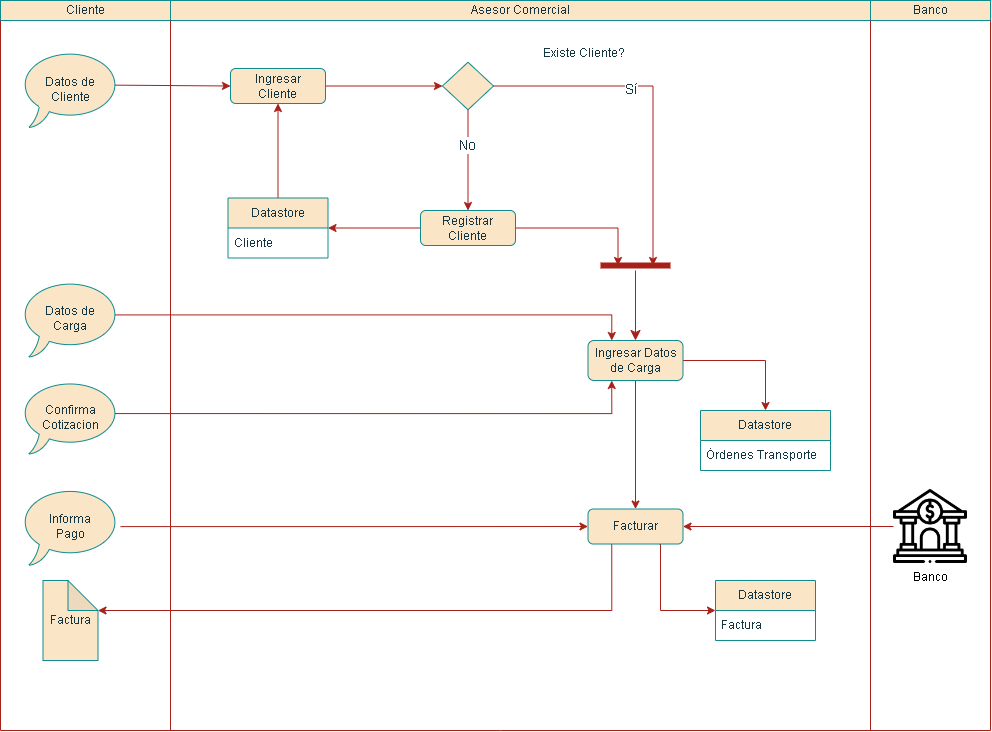 Cliente
Asesor Comercial
Banco
Existe Cliente?
Datos de
Cliente
Ingresar
Cliente
Sí
No
Datastore
Cliente
Registrar
Cliente
Datos de
Carga
Ingresar Datos
de Carga
Confirma
Cotizacion
Datastore
Órdenes Transporte
Informa
Pago
Facturar
Banco
Factura
Datastore
Factura